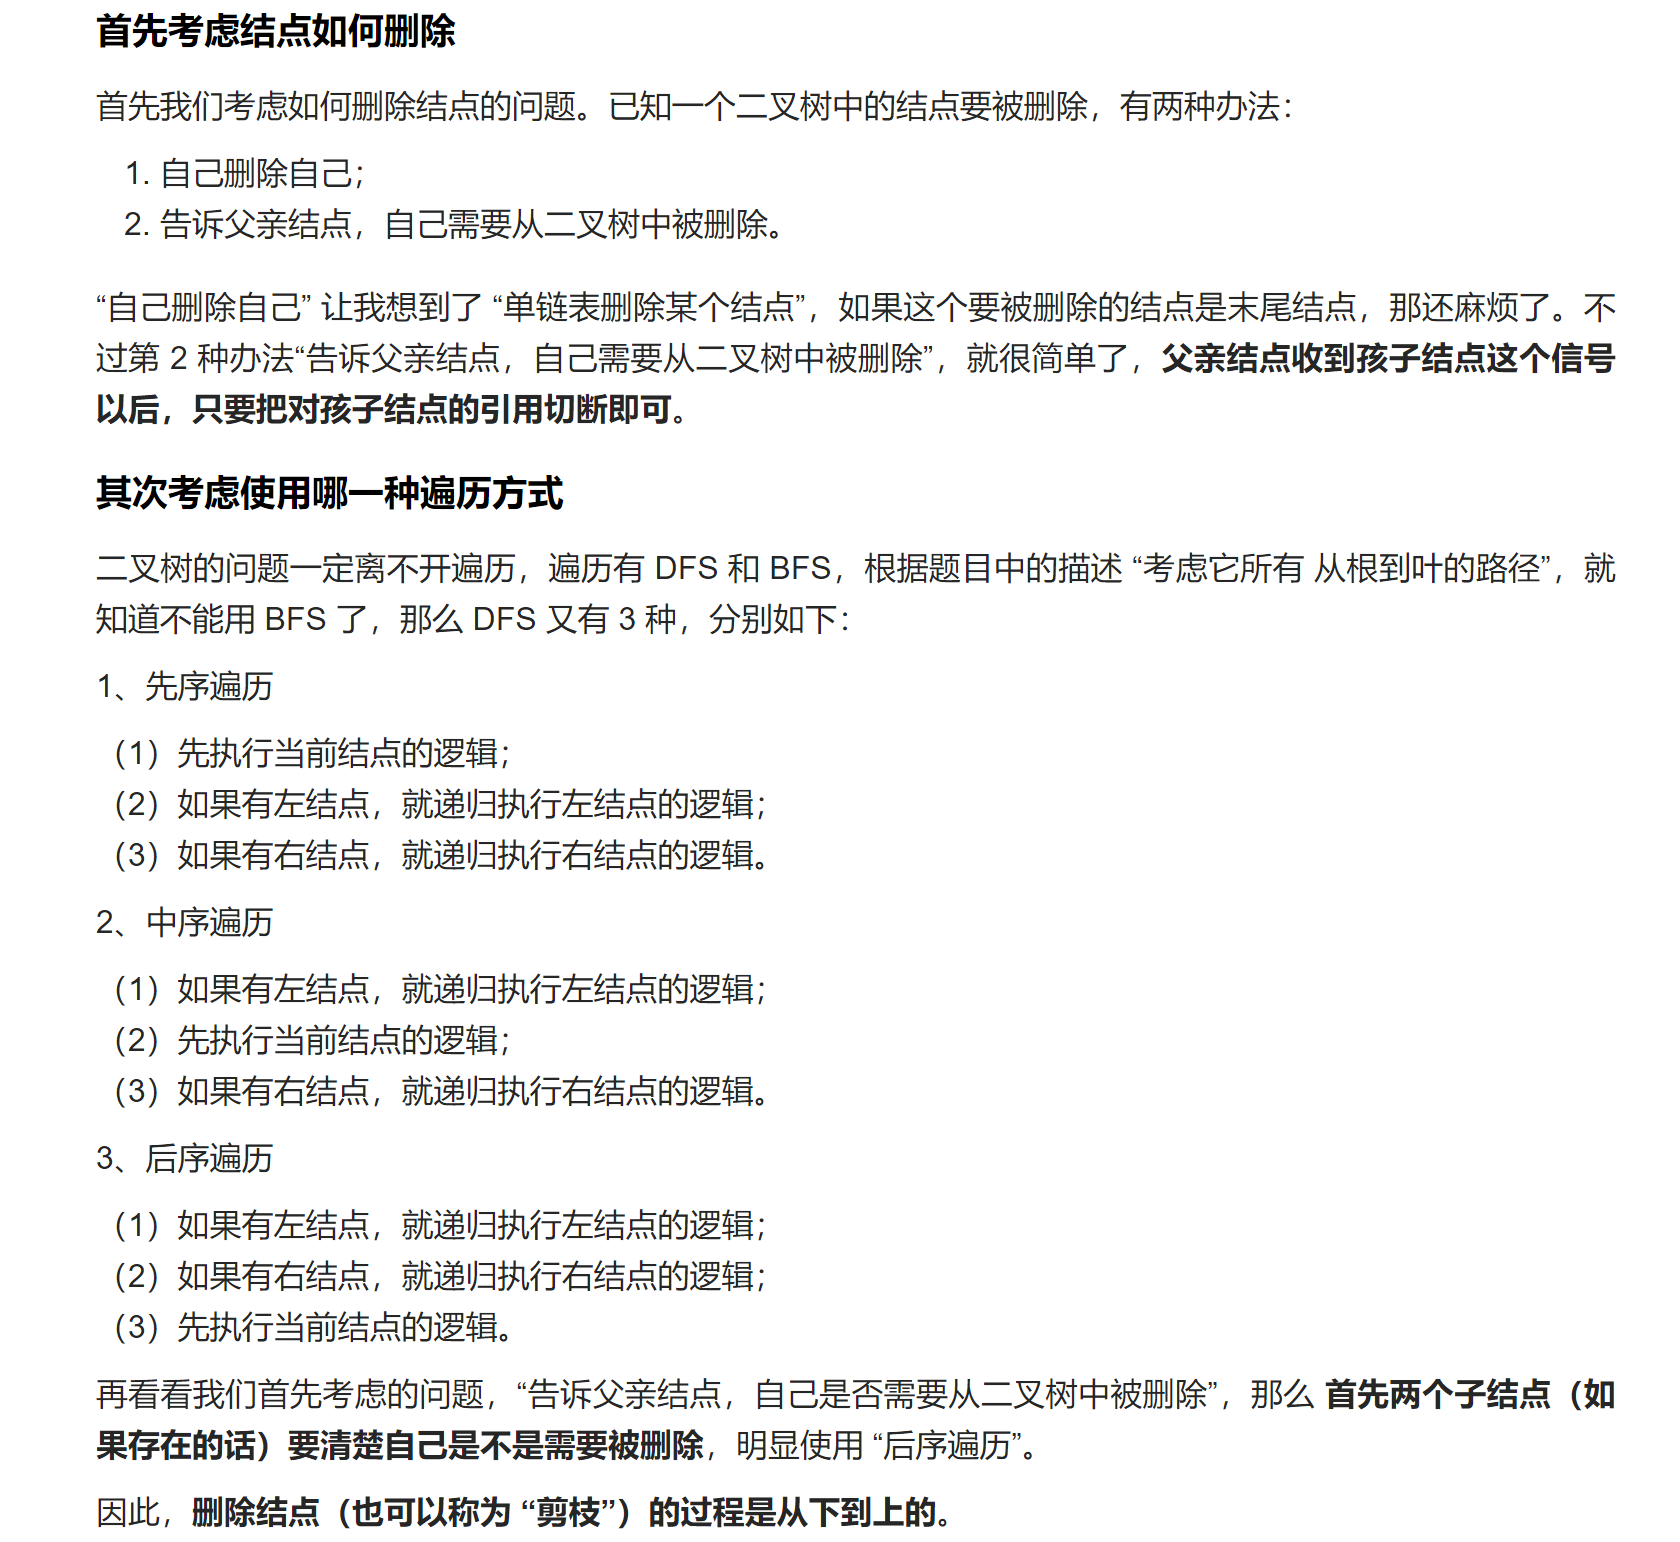 首先考虑结点如何删除
首先我们考虑如何删除结点的问题。已知一个二叉树中的结点要被删除，有两种办法：
1. 自己删除自己；
2. 告诉父亲结点，自己需要从二叉树中被删除。
“自己删除自己” 让我想到了 “单链表删除某个结点”，如果这个要被删除的结点是末尾结点，那还麻烦了。不
过第 2 种办法“告诉父亲结点，自己需要从二叉树中被删除”，就很简单了，父亲结点收到孩子结点这个信号
以后，只要把对孩子结点的引用切断即可。
其次考虑使用哪一种遍历方式
二叉树的问题一定离不开遍历，遍历有 DFS 和 BFS，根据题目中的描述 “考虑它所有 从根到叶的路径”，就
知道不能用 BFS 了，那么 DFS 又有 3 种，分别如下：
1、先序遍历
（1）先执行当前结点的逻辑；
（2）如果有左结点，就递归执行左结点的逻辑；
（3）如果有右结点，就递归执行右结点的逻辑。
2、中序遍历
（1）如果有左结点，就递归执行左结点的逻辑；
（2）先执行当前结点的逻辑；
（3）如果有右结点，就递归执行右结点的逻辑。
3、后序遍历
（1）如果有左结点，就递归执行左结点的逻辑；
（2）如果有右结点，就递归执行右结点的逻辑；
（3）先执行当前结点的逻辑。
再看看我们首先考虑的问题，“告诉父亲结点，自己是否需要从二叉树中被删除”，那么 首先两个子结点（如
果存在的话）要清楚自己是不是需要被删除，明显使用 “后序遍历”。
因此，删除结点（也可以称为 “剪枝”）的过程是从下到上的。